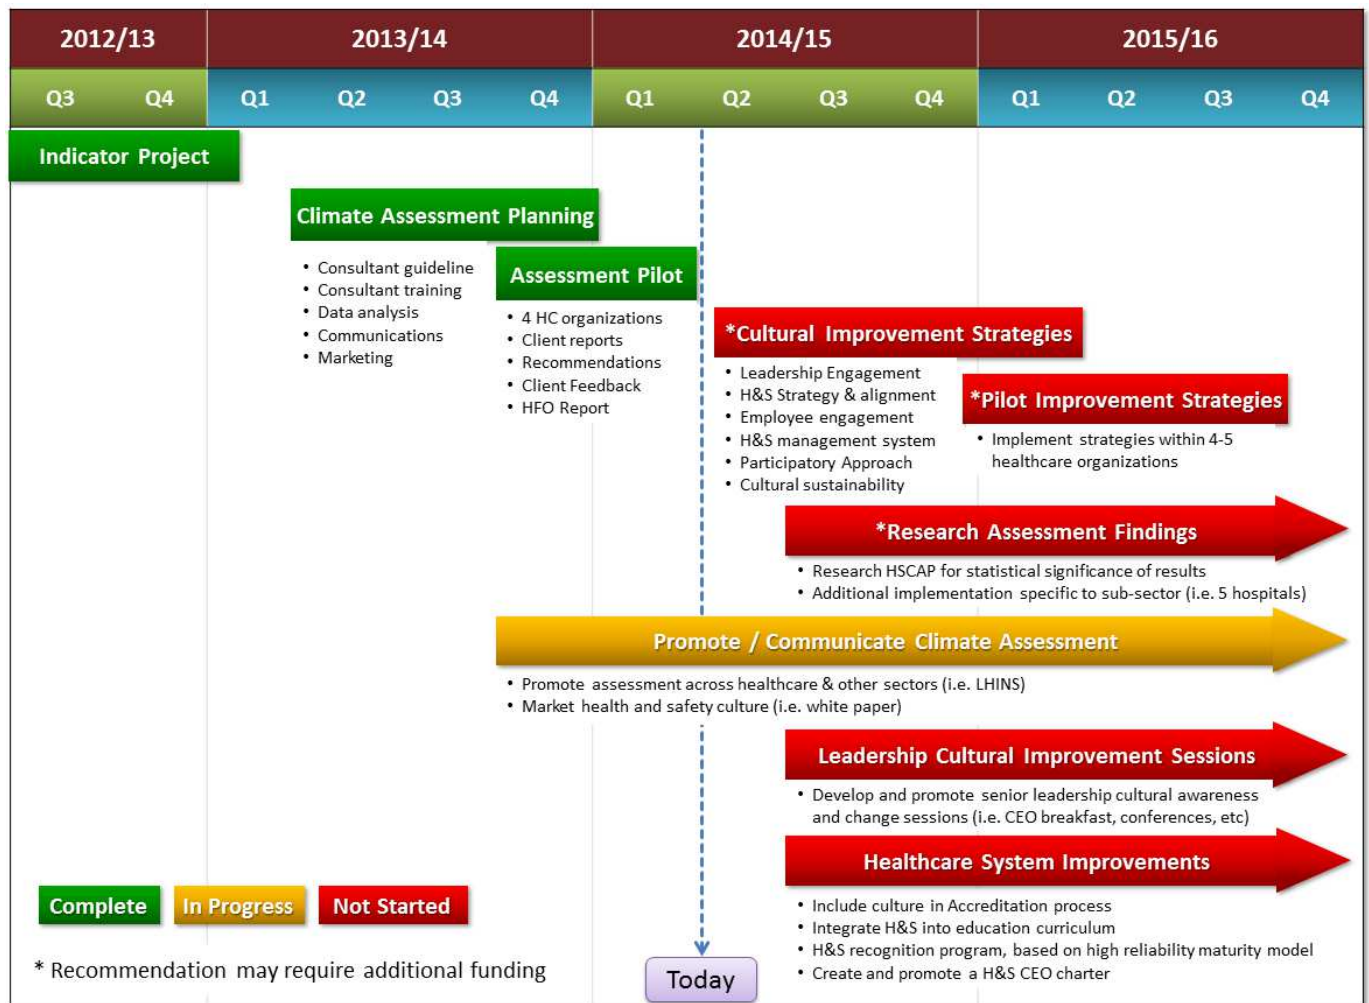 2012/13 2013/14 2014/15 2015/16
Q3 Q4 Q1 Q2 Q3 Q4 Q1 Q2 Q3 Q4 Q1 Q2 Q3 Q4
Indicator Project
Climate Assessment Planning
• Consultant guideline
• Consultant training
• Data analysis
• Communications
• Marketing
Assessment Pilot
• 4 HC organizations
• Client reports
• Recommendations
• Client Feedback
• HFO Report
*Cultural Improvement Strategies
• Leadership Engagement
• H&S Strategy & alignment
• Employee engagement
• H&S management system
• Participatory Approach
• Cultural sustainability
*Pilot Improvement Strategies
• Implement strategies within 4-5
healthcare organizations
*Research Assessment Findings
• Research HSCAP for statistical significance of results
• Additional implementation specific to sub-sector (i.e. 5 hospitals)
Promote / Communicate Climate Assessment
• Promote assessment across healthcare & other sectors (i.e. LHINS)
• Market health and safety culture (i.e. white paper)
Leadership Cultural Improvement Sessions
• Develop and promote senior leadership cultural awareness
and change sessions (i.e. CEO breakfast, conferences, etc)
Healthcare System Improvements
• Include culture in Accreditation process
• Integrate H&S into education curriculum
• H&S recognition program, based on high reliability maturity model
• Create and promote a H&S CEO charter
Complete In Progress Not Started
* Recommendation may require additional funding
Today